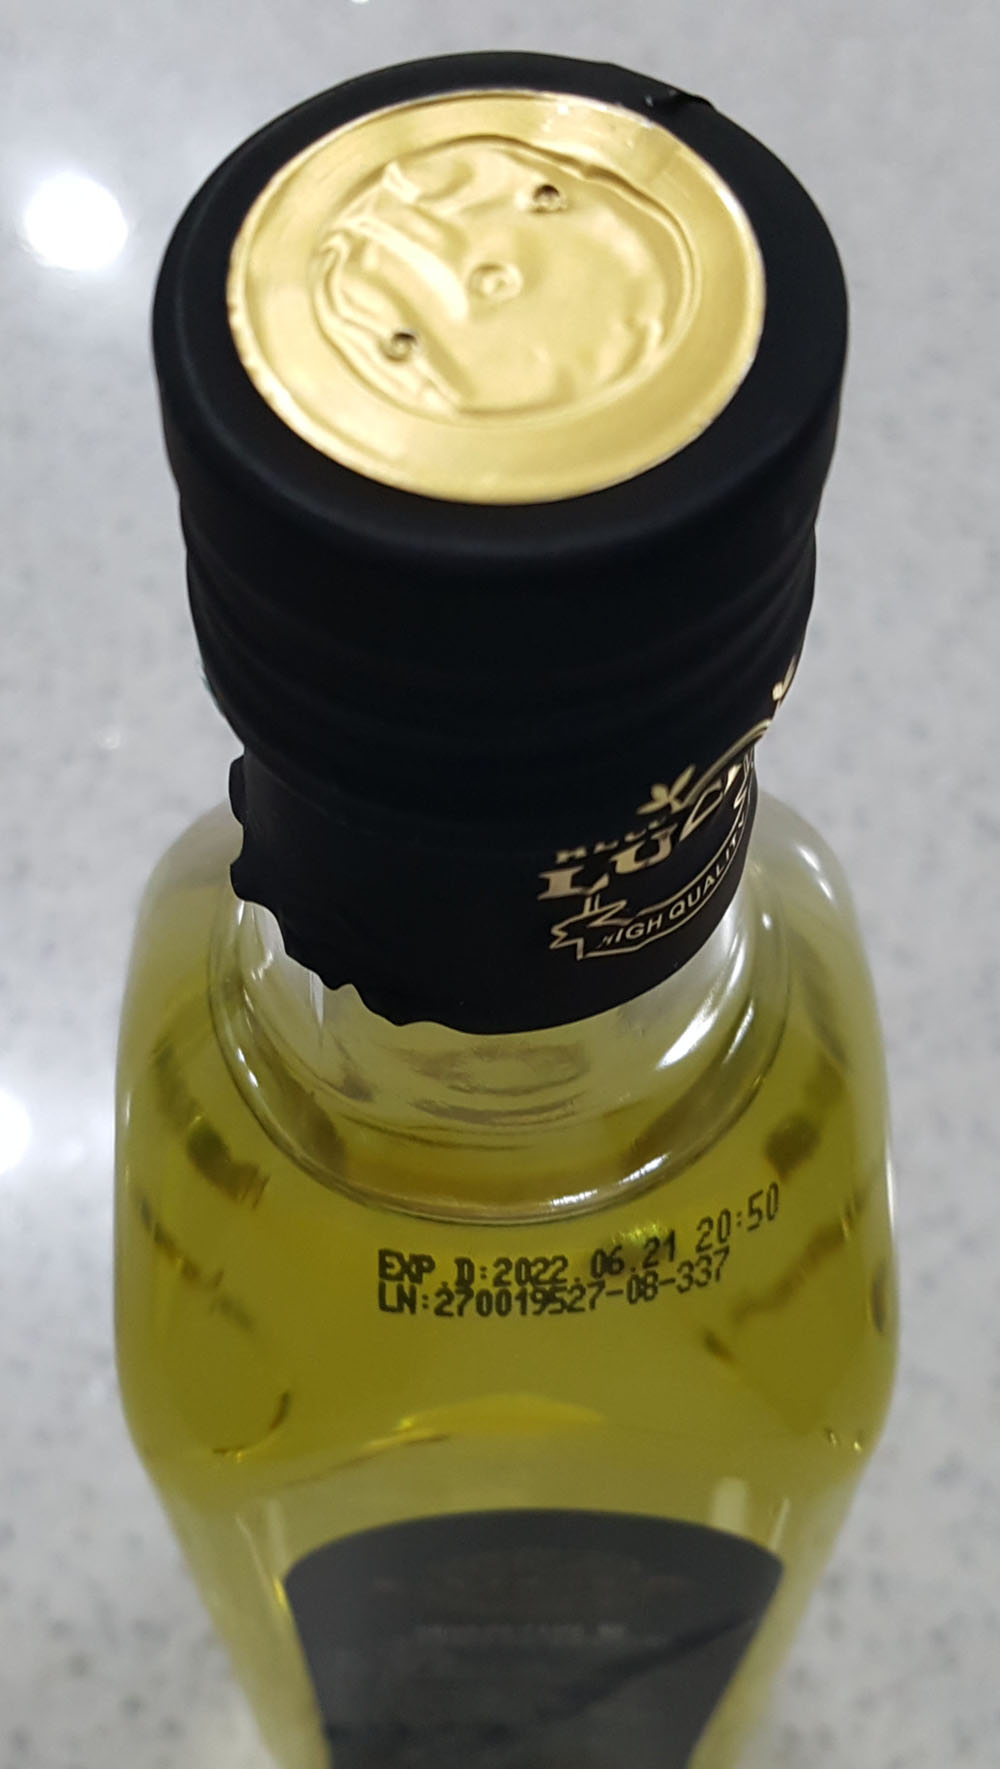 HIGH QUALITY
EXP.D:2022.06.21 20:50
LN:270019527-08-337